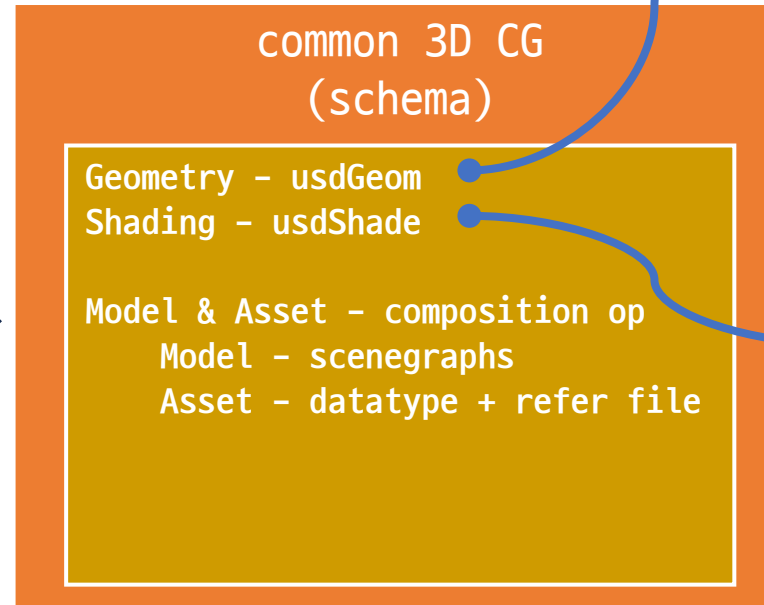 common 3D CG
(schema)
Geometry – usdGeom
Shading – usdShade
Model & Asset – composition op
Model – scenegraphs
Asset – datatype + refer file